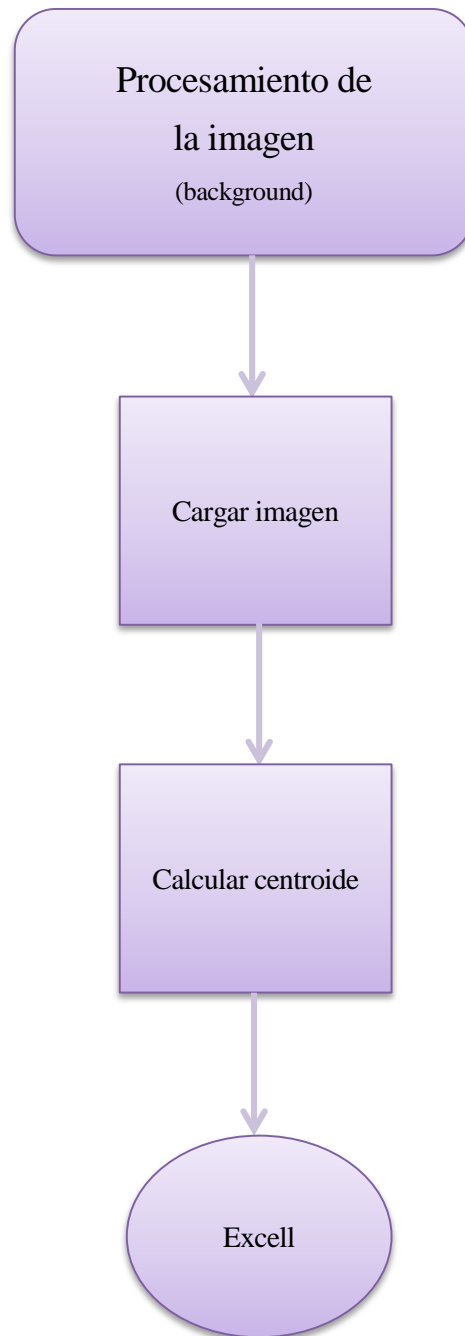 Procesamiento de
la imagen
(background)
Cargar imagen
Calcular centroide
Excell